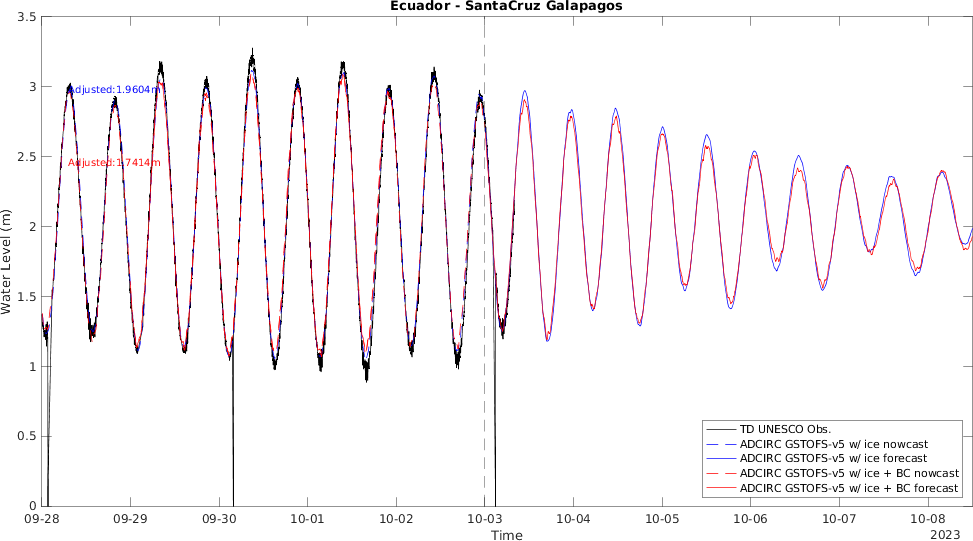 Ecuador - SantaCruz Galapagos
3.5
3
2.5
2
1.5
1
0.5
0
Water Level (m)
Adjusted:1.9604m
Adjusted:1.7414m
TD UNESCO Obs.
ADCIRC GSTOFS-v5 w/ ice nowcast
ADCIRC GSTOFS-v5 w/ ice forecast
ADCIRC GSTOFS-v5 w/ ice + BC nowcast
ADCIRC GSTOFS-v5 w/ ice + BC forecast
09-28 09-29 09-30 10-01 10-02 10-03 10-04 10-05 10-06 10-07 10-08
Time
2023